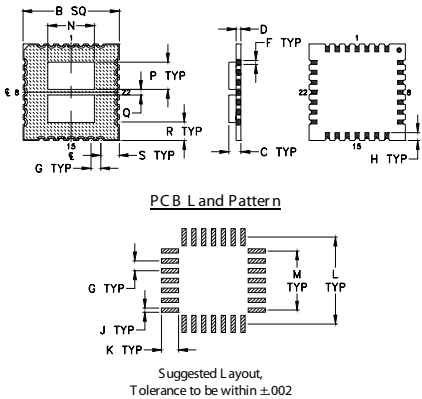 B SQ
N
D
F TYP
1
1
P TYP
℄ 8
22
22
8
Q
R TYP
15
℄
S TYP
G TYP
C TYP
15
H TYP
PCB Land Pattern
G TYP
M
TYP
L
TYP
J TYP
K TYP
Suggested Layout,
Tolerance to be within ±.002